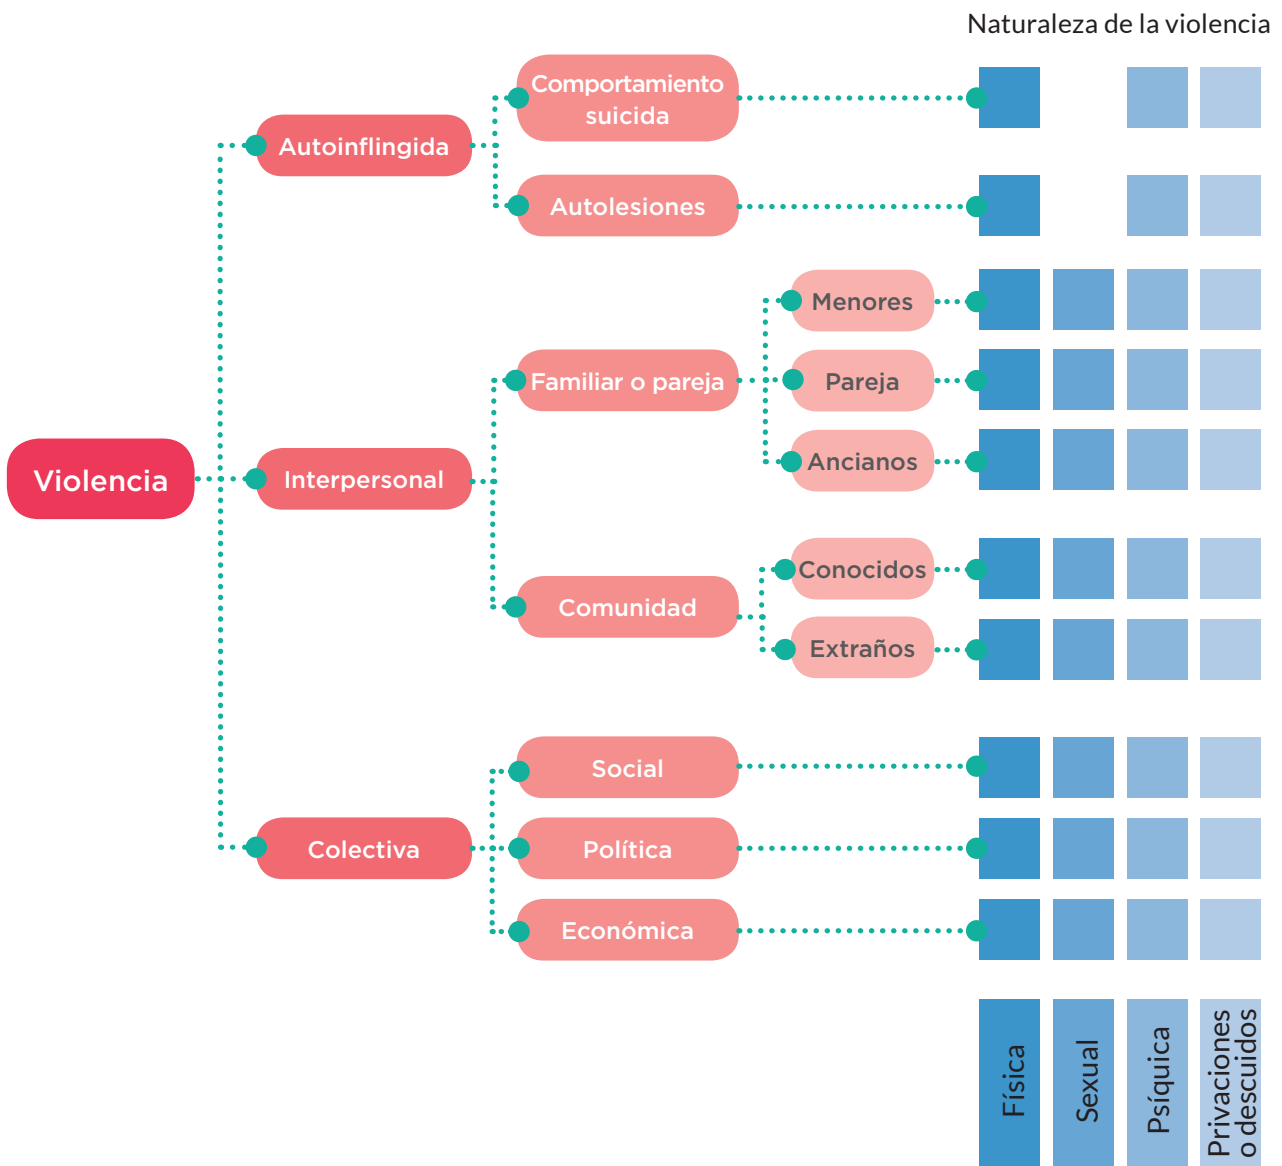 Naturaleza de la violencia
Comportamiento
suicida
Autoinflingida
Autolesiones
Menores
Familiar o pareja
Pareja
Violencia
Interpersonal
Ancianos
Conocidos
Comunidad
Extraños
Social
Colectiva
Política
Económica
Física
Sexual
Psíquica
Privaciones
o descuidos